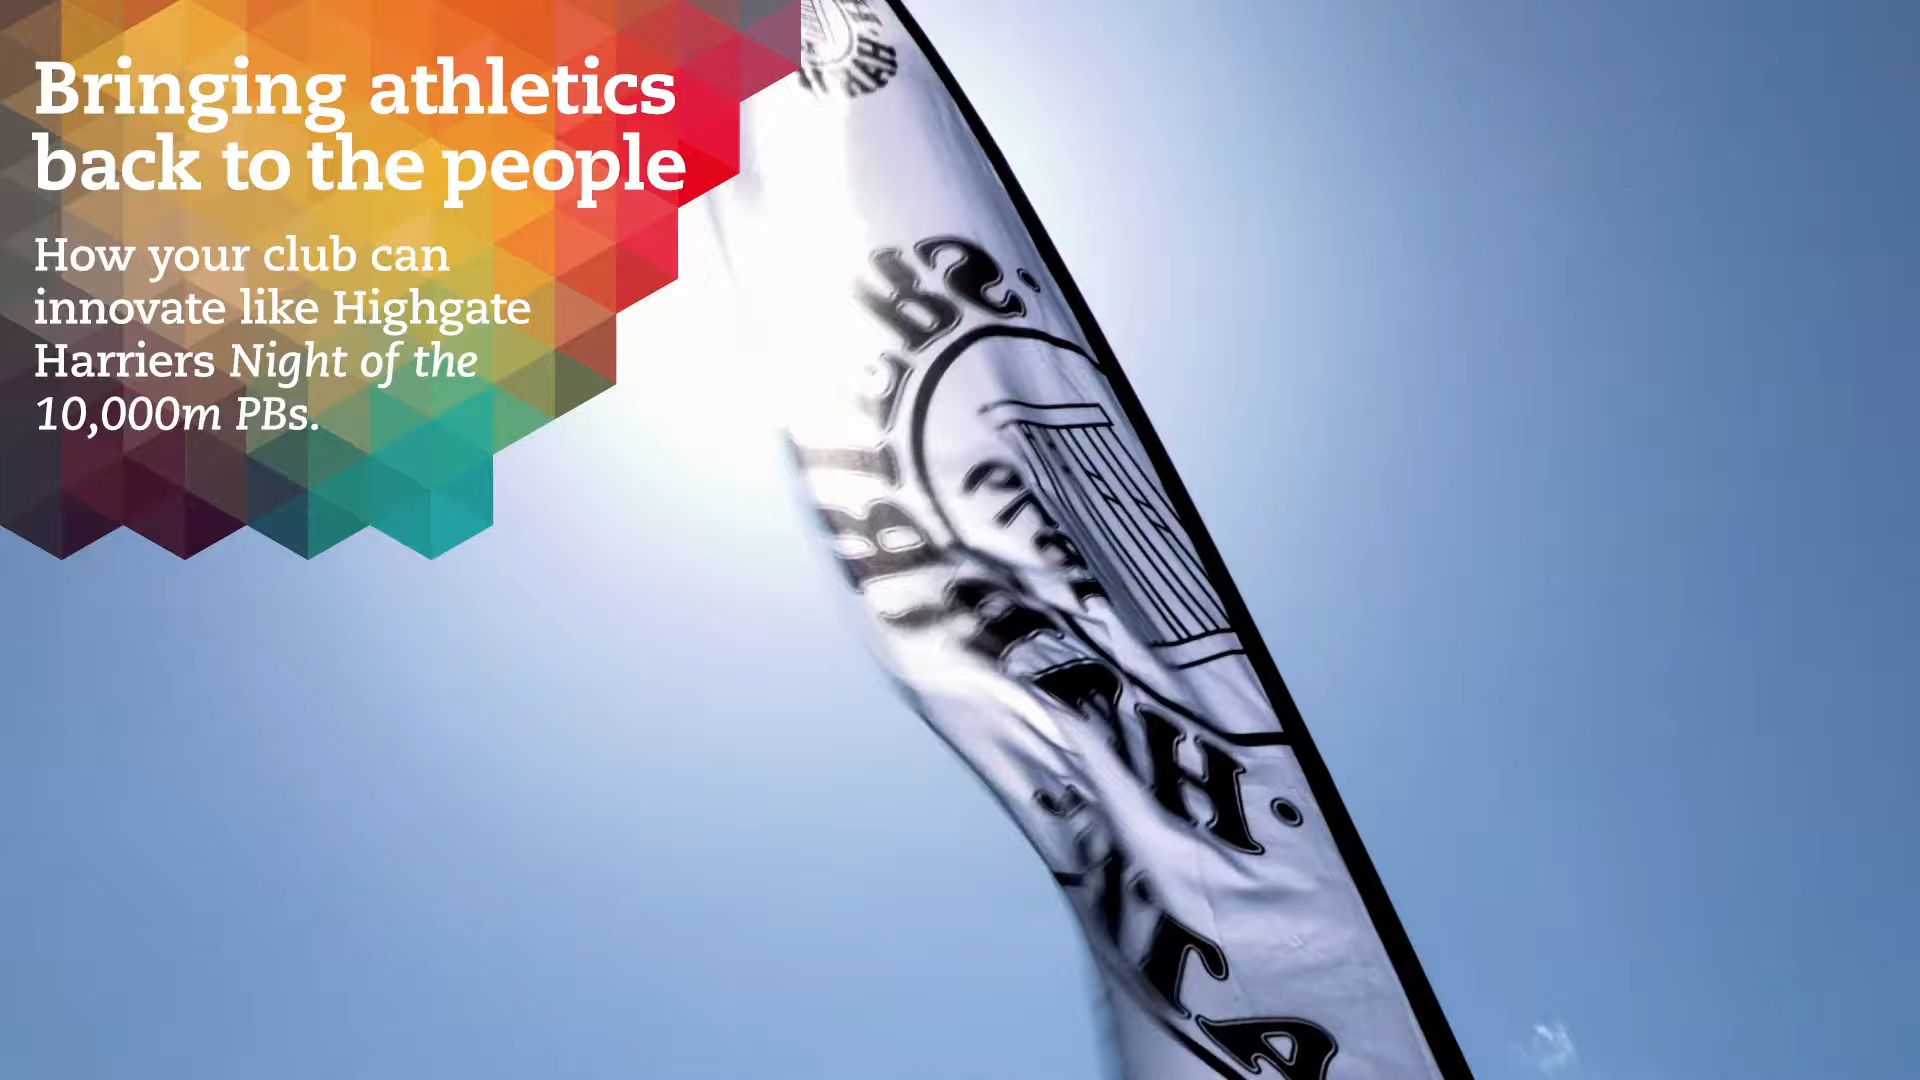 Bringing athletics
back to the people
How your club can
innovate like Highgate
Harriers Night of the
10,000m PBs.